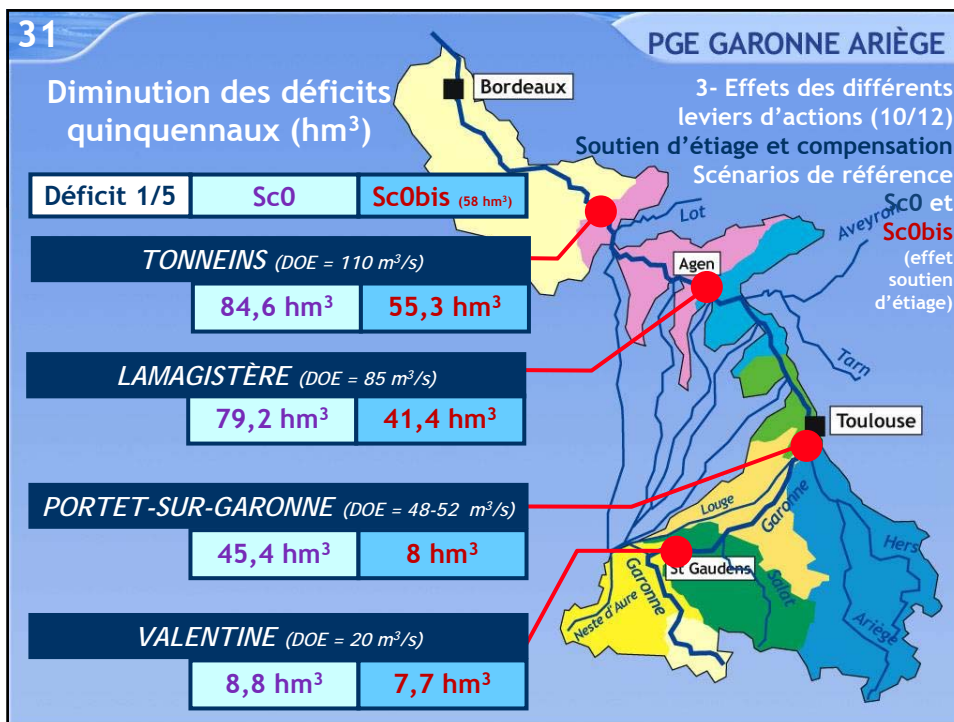 31
PGE GARONNE ARIÈGE
Diminution des déficits
quinquennaux (hm³)
3- Effets des différents
leviers d’actions (10/12)
Soutien d’étiage et compensation
Scénarios de référence
Sc0 et
Sc0bis
(effet
soutien
d’étiage)
Déficit 1/5 Sc0 Sc0bis (58 hm³)
TONNEINS (DOE = 110 m³/s)
84,6 hm³ 55,3 hm³
LAMAGISTÈRE (DOE = 85 m³/s)
79,2 hm³ 41,4 hm³
PORTET-SUR-GARONNE (DOE = 48-52 m³/s)
45,4 hm³ 8 hm³
VALENTINE (DOE = 20 m³/s)
8,8 hm³ 7,7 hm³
Bordeaux
Lot
Aveyron
Agen
Tarn
Toulouse
Louge
Garonne
Hers
St Gaudens
Garonne
Salat
Neste d'Aure
Ariège